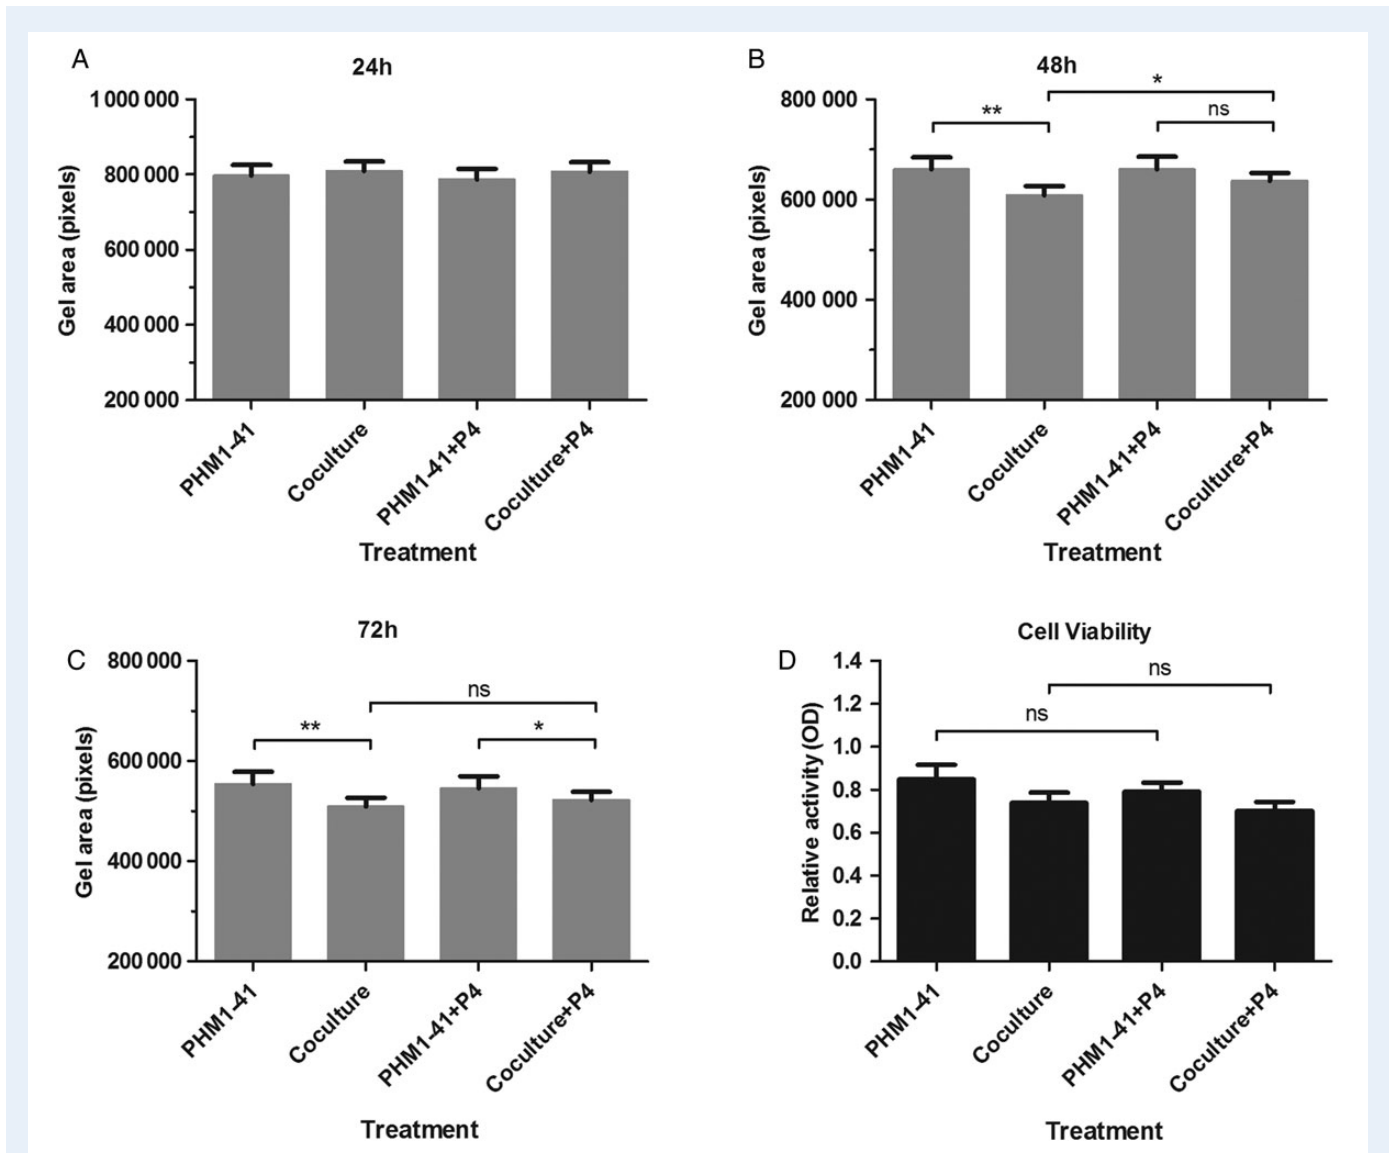 A
24h
1 000 000
800 000
600 000
400 000
200 000
Gel area (pixels)
PHM1-41
Coculture
PHM1-41+P4
Coculture+P4
Treatment
B
48h
*
**
ns
800 000
600 000
400 000
200 000
Gel area (pixels)
PHM1-41
Coculture
PHM1-41+P4
Coculture+P4
Treatment
C
72h
ns
**
*
800 000
600 000
400 000
200 000
Gel area (pixels)
PHM1-41
Coculture
PHM1-41+P4
Coculture+P4
Treatment
D
Cell Viability
ns
ns
1.4
1.2
1.0
0.8
0.6
0.4
0.2
0.0
Relative activity (OD)
PHM1-41
Coculture
PHM1-41+P4
Coculture+P4
Treatment